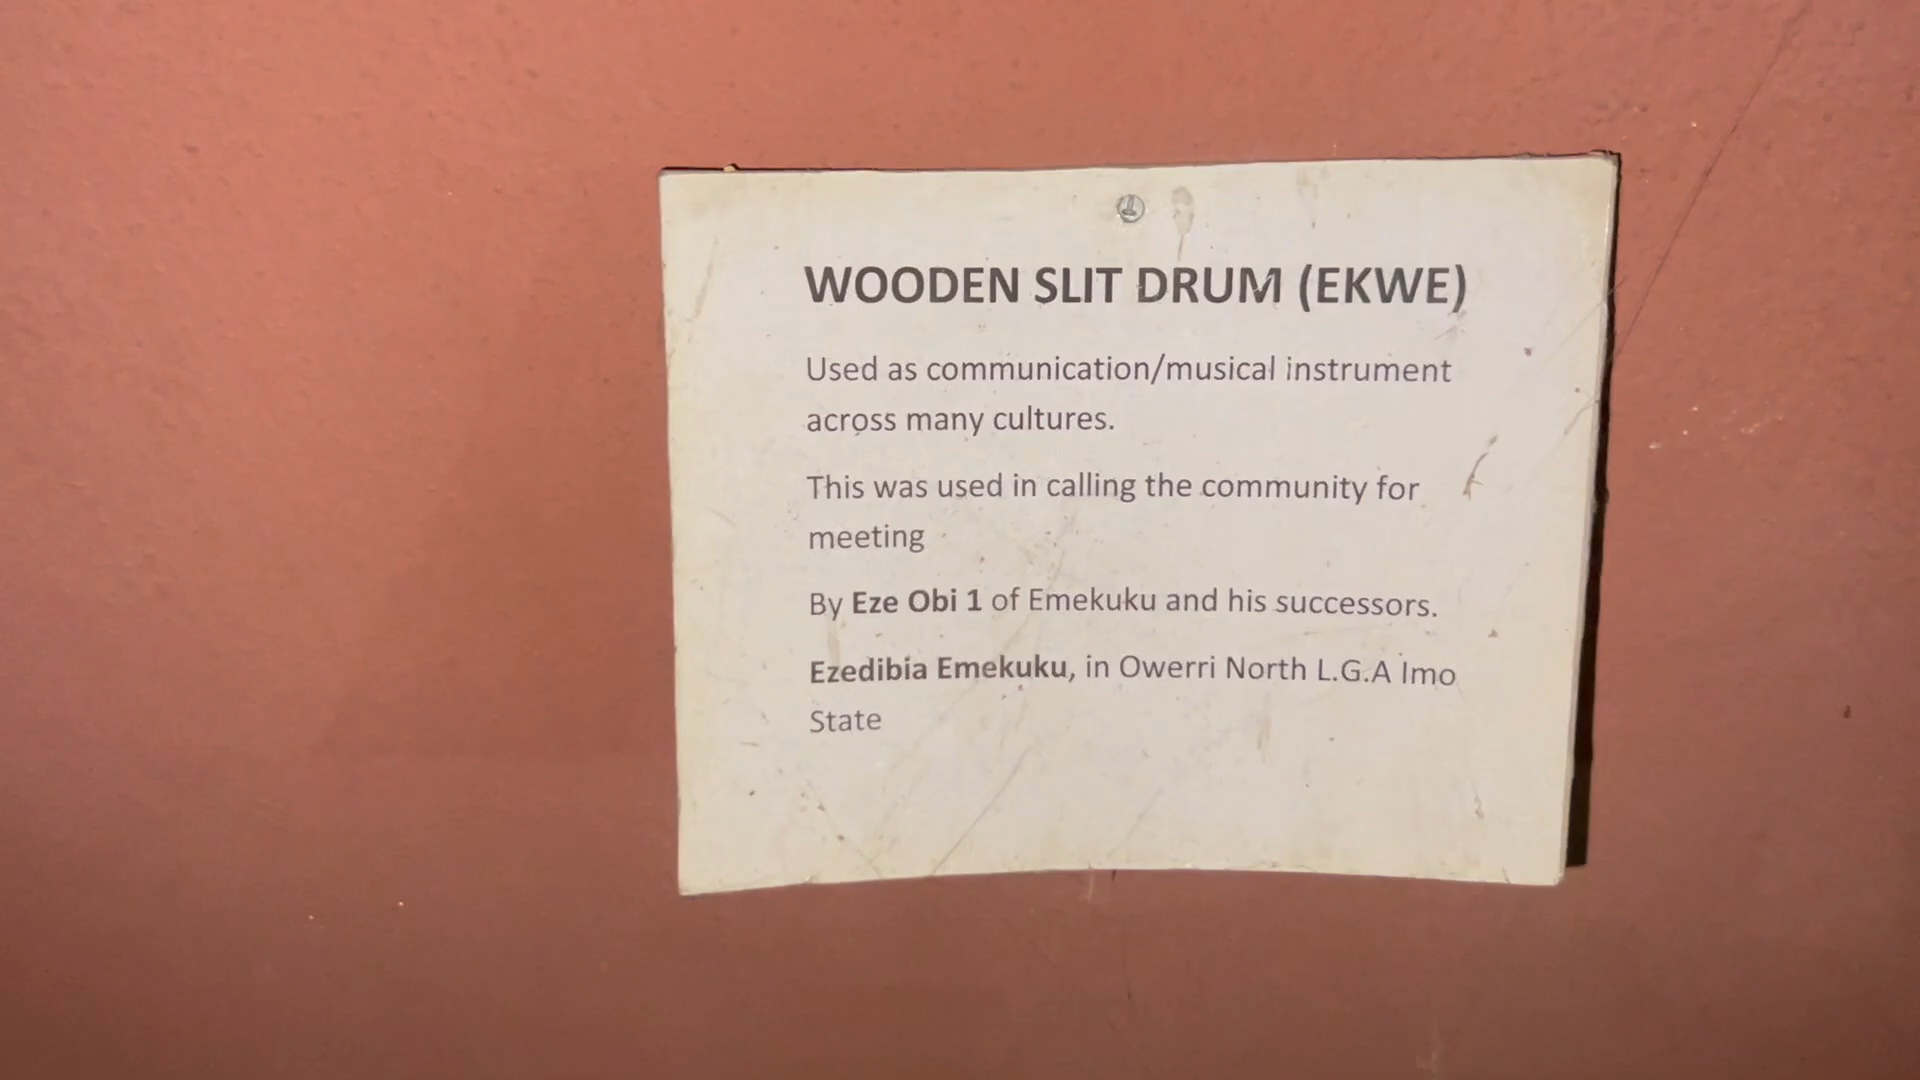 WOODEN SLIT DRUM (EKWE)
Used as communication/musical instrument
across many cultures.
This was used in calling the community for
meeting
By Eze Obi 1 of Emekuku and his successors.
Ezedibia Emekuku, in Owerri North L.G.A Imo
State